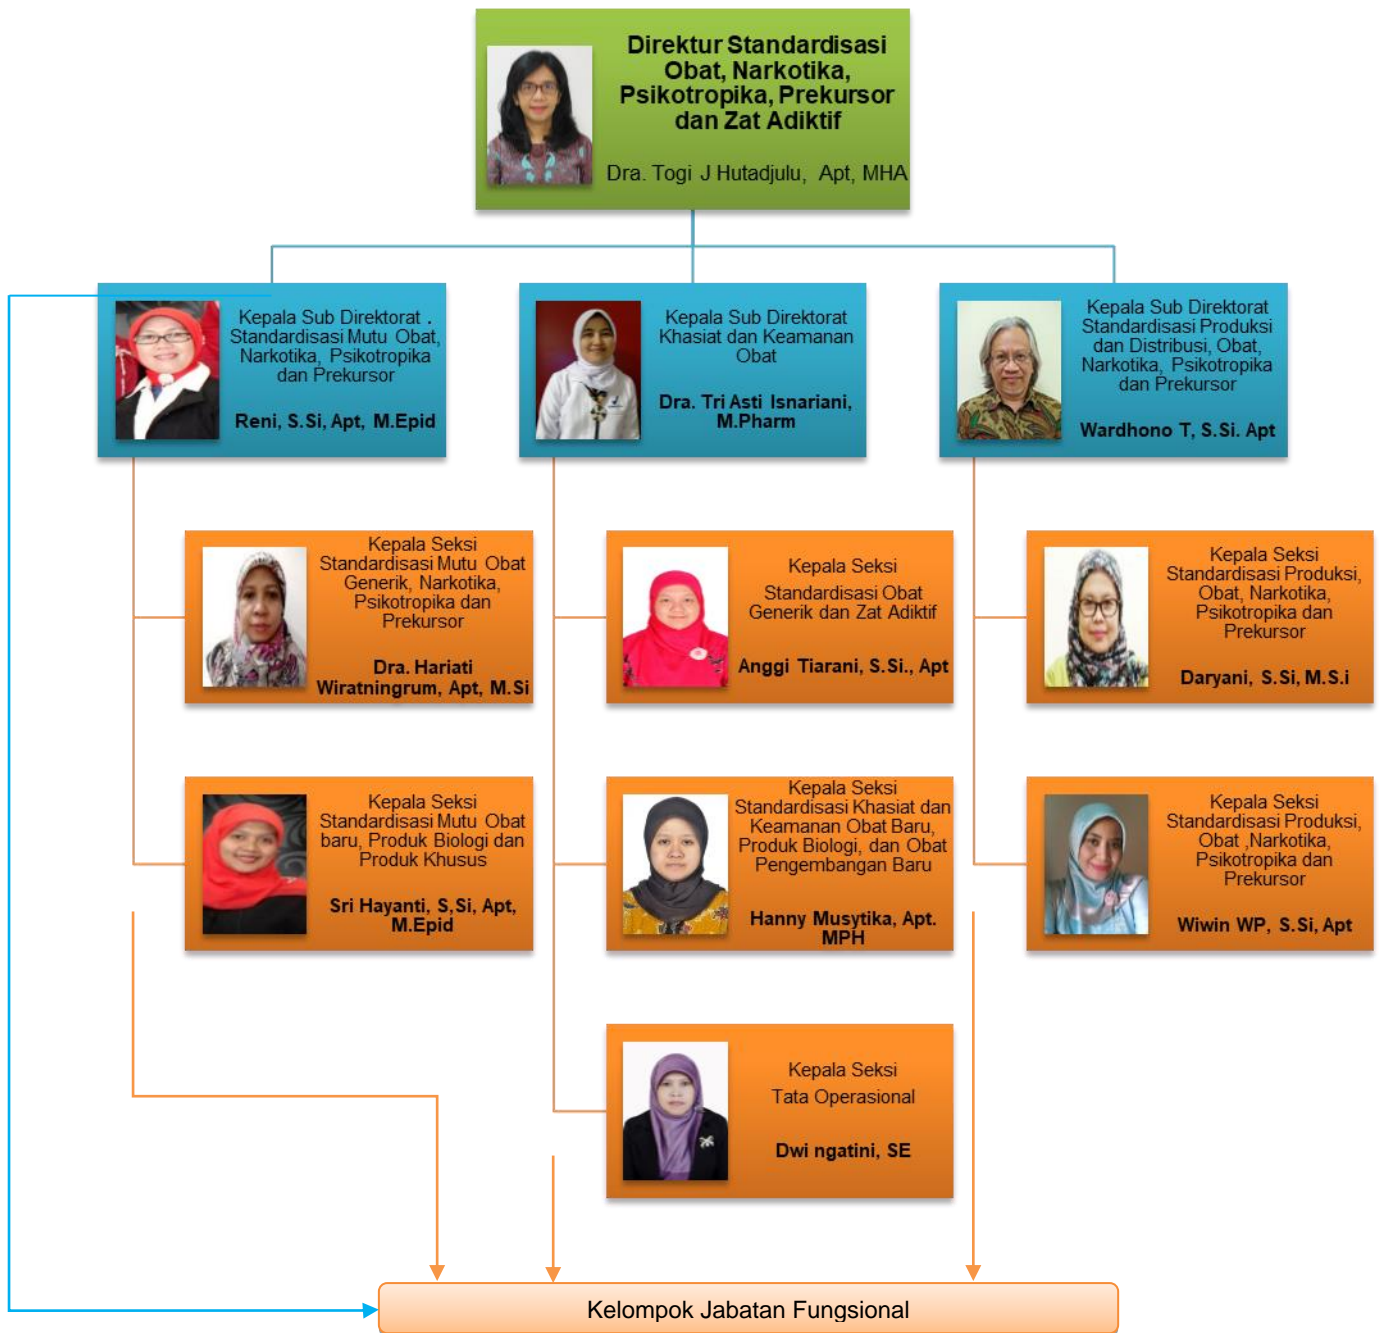 Direktur Standardisasi
Obat, Narkotika,
Psikotropika, Prekursor
dan Zat Adiktif
Dra. Togi J Hutadjulu, Apt, MHA
Kepala Sub Direktorat .
Standardisasi Mutu Obat,
Narkotika, Psikotropika
dan Prekursor
Reni, S.Si, Apt, M.Epid
Kepala Sub Direktorat
Khasiat dan Keamanan
Obat
Dra. Tri Asti Isnariani,
M.Pharm
Kepala Sub Direktorat
Standardisasi Produksi
dan Distribusi, Obat,
Narkotika, Psikotropika
dan Prekursor
Wardhono T, S.Si. Apt
Kepala Seksi
Standardisasi Mutu Obat
Generik, Narkotika,
Psikotropika dan
Prekursor
Dra. Hariati
Wiratningrum, Apt, M.Si
Kepala Seksi
Standardisasi Obat
Generik dan Zat Adiktif
Anggi Tiarani, S.Si., Apt
Kepala Seksi
Standardisasi Produksi,
Obat, Narkotika,
Psikotropika dan
Prekursor
Daryani, S.Si, M.S.i
Kepala Seksi
Standardisasi Mutu Obat
baru, Produk Biologi dan
Produk Khusus
Sri Hayanti, S,Si, Apt,
M.Epid
Kepala Seksi
Standardisasi Khasiat dan
Keamanan Obat Baru,
Produk Biologi, dan Obat
Pengembangan Baru
Hanny Musytika, Apt.
MPH
Kepala Seksi
Standardisasi Produksi,
Obat ,Narkotika,
Psikotropika dan
Prekursor
Wiwin WP, S.Si, Apt
Kepala Seksi
Tata Operasional
Dwi ngatini, SE
Kelompok Jabatan Fungsional